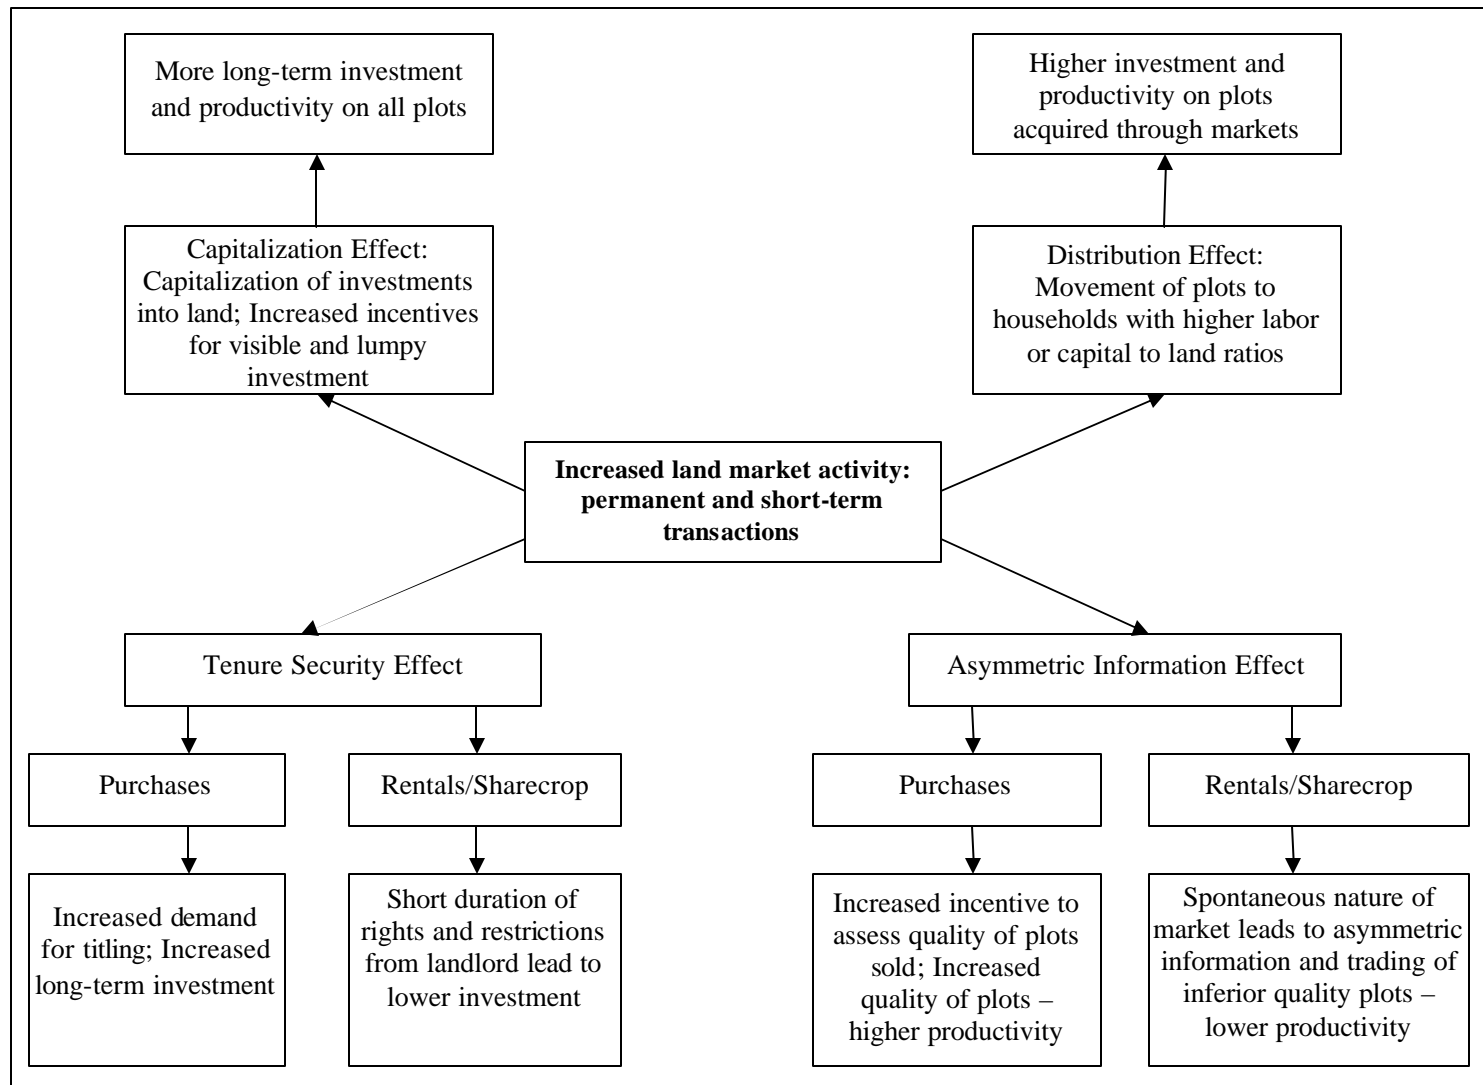 More long-term investment
and productivity on all plots
Higher investment and
productivity on plots
acquired through markets
Capitalization Effect:
Capitalization of investments
into land; Increased incentives
for visible and lumpy
investment
Distribution Effect:
Movement of plots to
households with higher labor
or capital to land ratios
Increased land market activity:
permanent and short-term
transactions
Tenure Security Effect
Asymmetric Information Effect
Purchases
Rentals/Sharecrop
Purchases
Rentals/Sharecrop
Increased demand
for titling; Increased
long-term investment
Short duration of
rights and restrictions
from landlord lead to
lower investment
Increased incentive to
assess quality of plots
sold; Increased
quality of plots –
higher productivity
Spontaneous nature of
market leads to asymmetric
information and trading of
inferior quality plots –
lower productivity